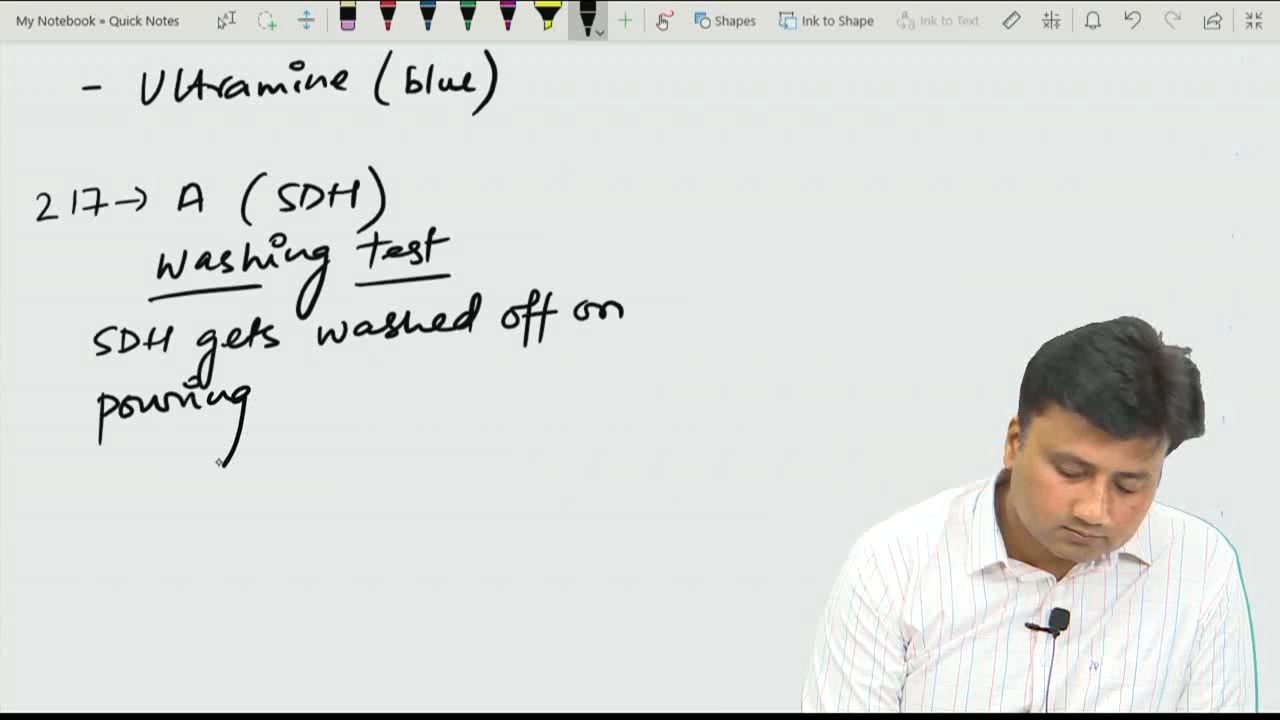 My Notebook » Quick Notes
Shapes
Ink to Shape
Ink to Text
- Ultramine (blue)
217→ A (SDH)
Washing test
SDH gets washed off on
pouring